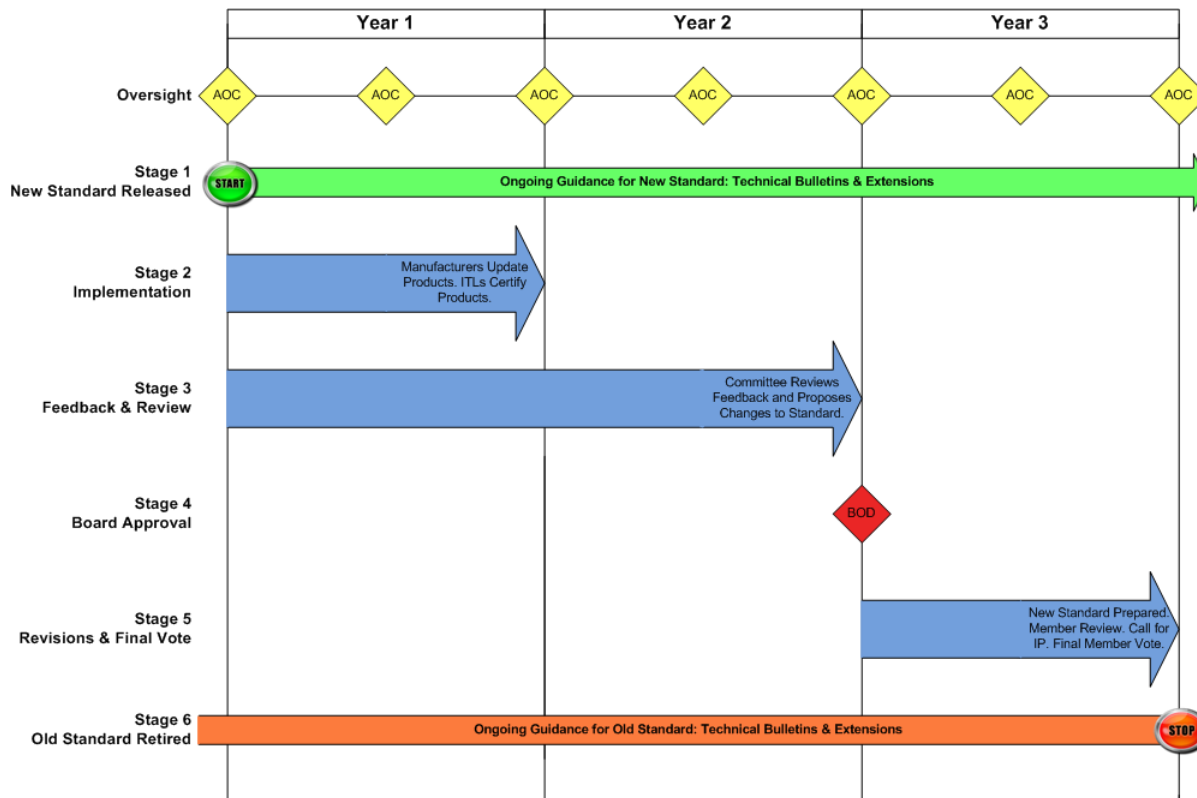 Year 1
Year 2
Year 3
Oversight
AOC
AOC
AOC
AOC
AOC
AOC
AOC
Stage 1
New Standard Released
START
Ongoing Guidance for New Standard: Technical Bulletins & Extensions
Stage 2
Implementation
Manufacturers Update
Products. ITLs Certify
Products.
Stage 3
Feedback & Review
Committee Reviews
Feedback and Proposes
Changes to Standard.
Stage 4
Board Approval
BOD
Stage 5
Revisions & Final Vote
New Standard Prepared.
Member Review. Call for
IP. Final Member Vote.
Stage 6
Old Standard Retired
Ongoing Guidance for Old Standard: Technical Bulletins & Extensions
STOP